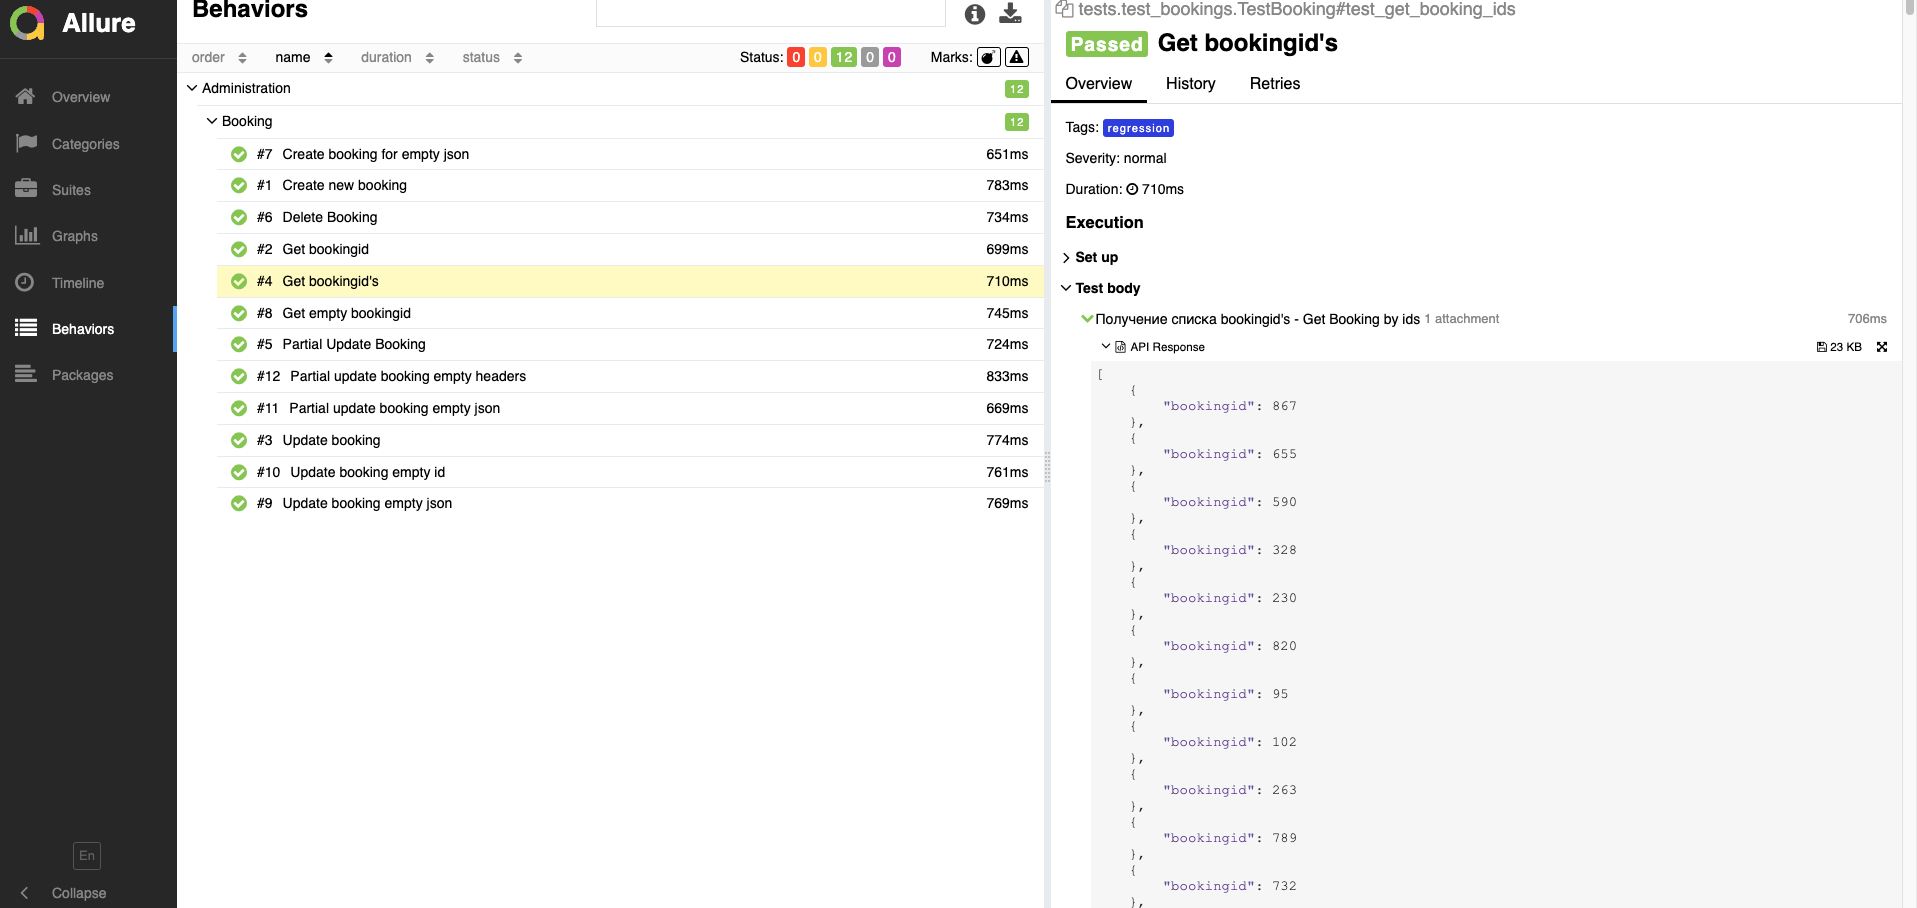 Allure
Overview
Categories
Suites
Graphs
Timeline
Behaviors
Packages
En
Collapse
Behaviors
order name duration status Status: 0 0 12 0 0 Marks:
Administration 12
Booking 12
#7 Create booking for empty json 651ms
#1 Create new booking 783ms
#6 Delete Booking 734ms
#2 Get bookingid 699ms
#4 Get bookingid's 710ms
#8 Get empty bookingid 745ms
#5 Partial Update Booking 724ms
#12 Partial update booking empty headers 833ms
#11 Partial update booking empty json 669ms
#3 Update booking 774ms
#10 Update booking empty id 761ms
#9 Update booking empty json 769ms
tests.test_bookings.TestBooking#test_get_booking_ids
Passed Get bookingid's
Overview History Retries
Tags: regression
Severity: normal
Duration: 710ms
Execution
Set up
Test body
Получение списка bookingid's - Get Booking by ids 1 attachment 706ms
API Response 23 KB
[
{
"bookingid": 867
},
{
"bookingid": 655
},
{
"bookingid": 590
},
{
"bookingid": 328
},
{
"bookingid": 230
},
{
"bookingid": 820
},
{
"bookingid": 95
},
{
"bookingid": 102
},
{
"bookingid": 263
},
{
"bookingid": 789
},
{
"bookingid": 732
},